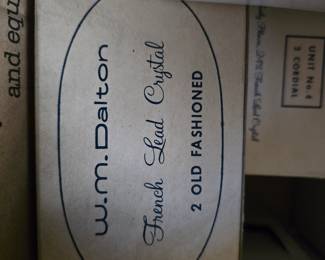 and equ
W.M. Dalton
French Lead Crystal
2 OLD FASHIONED
UNIT No. 4
2 CORDIAL